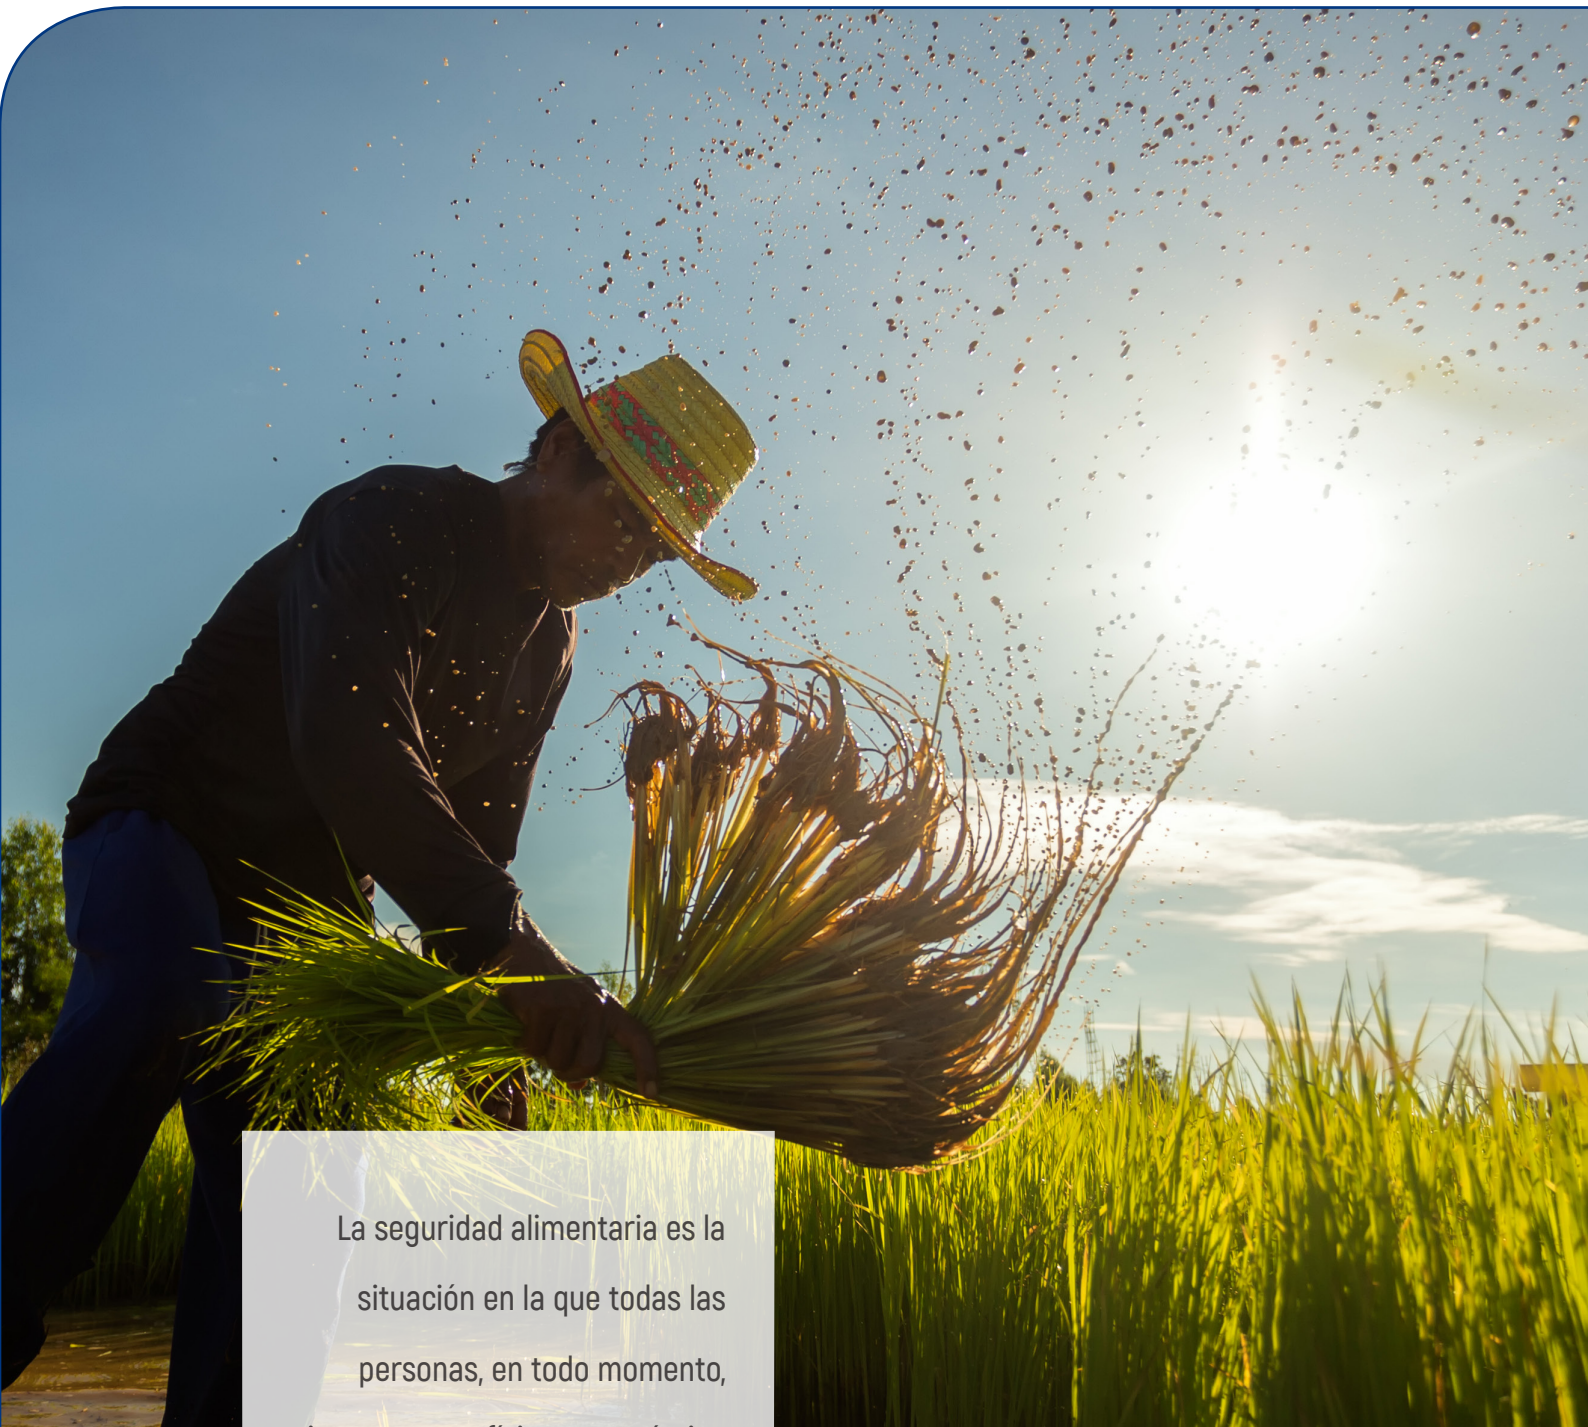 La seguridad alimentaria es la
situación en la que todas las
personas, en todo momento,